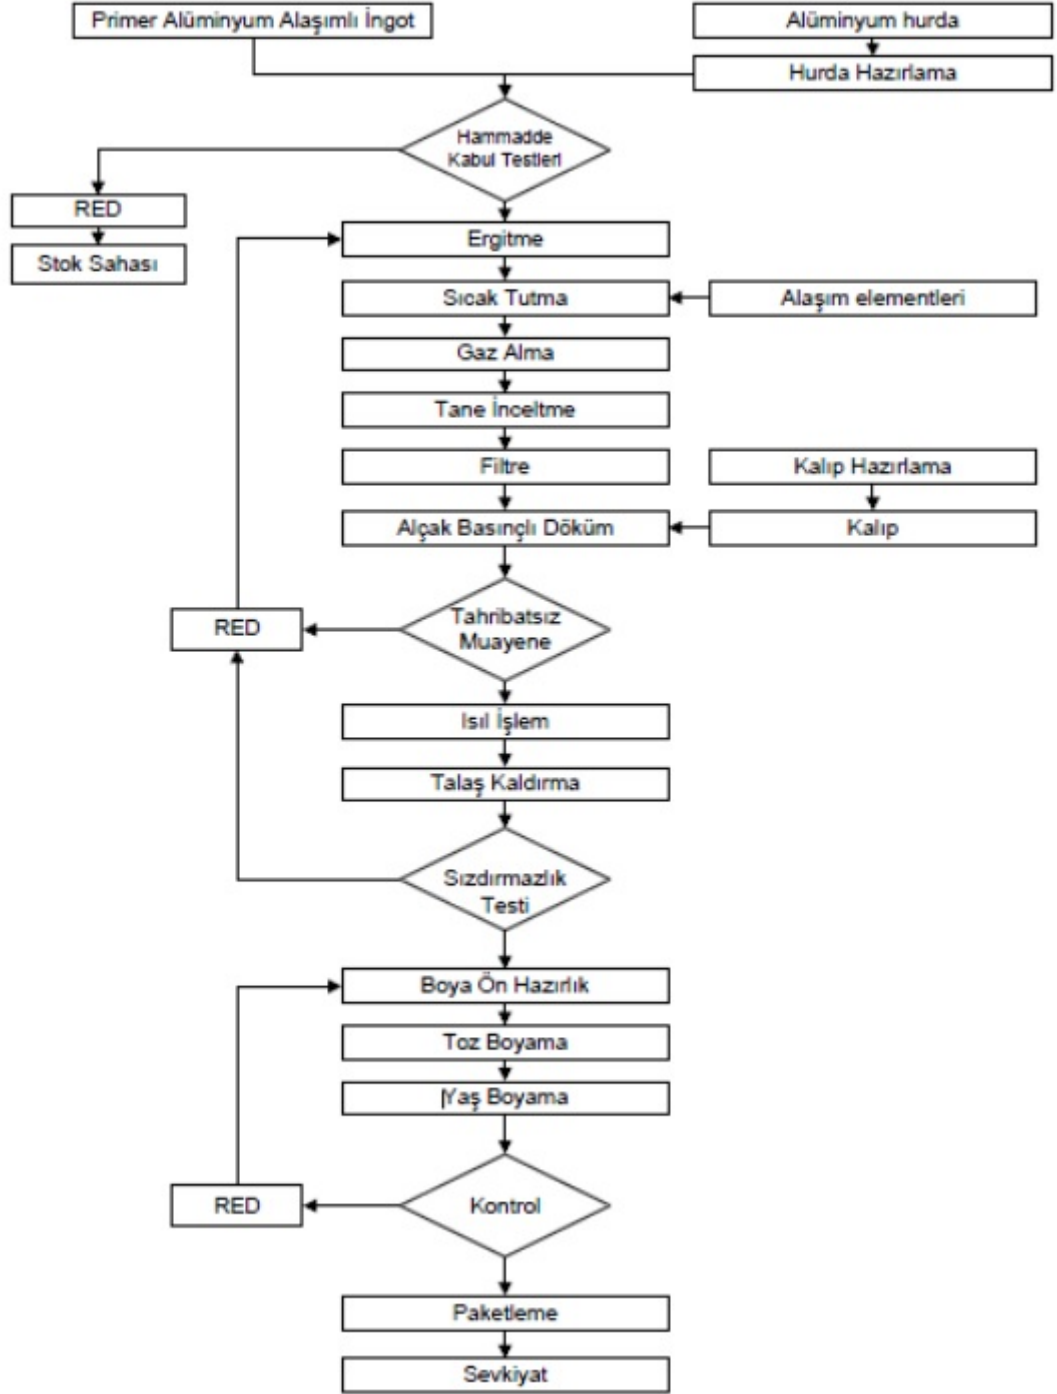 Primer Alüminyum Alaşımlı İngot
Alüminyum hurda
Hurda Hazırlama
Hammadde
Kabul Testleri
RED
Stok Sahası
Ergitme
Sıcak Tutma
Alaşım elementleri
Gaz Alma
Tane İnceltme
Filtre
Kalıp Hazırlama
Alçak Basınçlı Döküm
Kalıp
Tahribatsız
Muayene
RED
Isıl İşlem
Talaş Kaldırma
Sızdırmazlık
Testi
Boya Ön Hazırlık
Toz Boyama
Yaş Boyama
Kontrol
RED
Paketleme
Sevkiyat